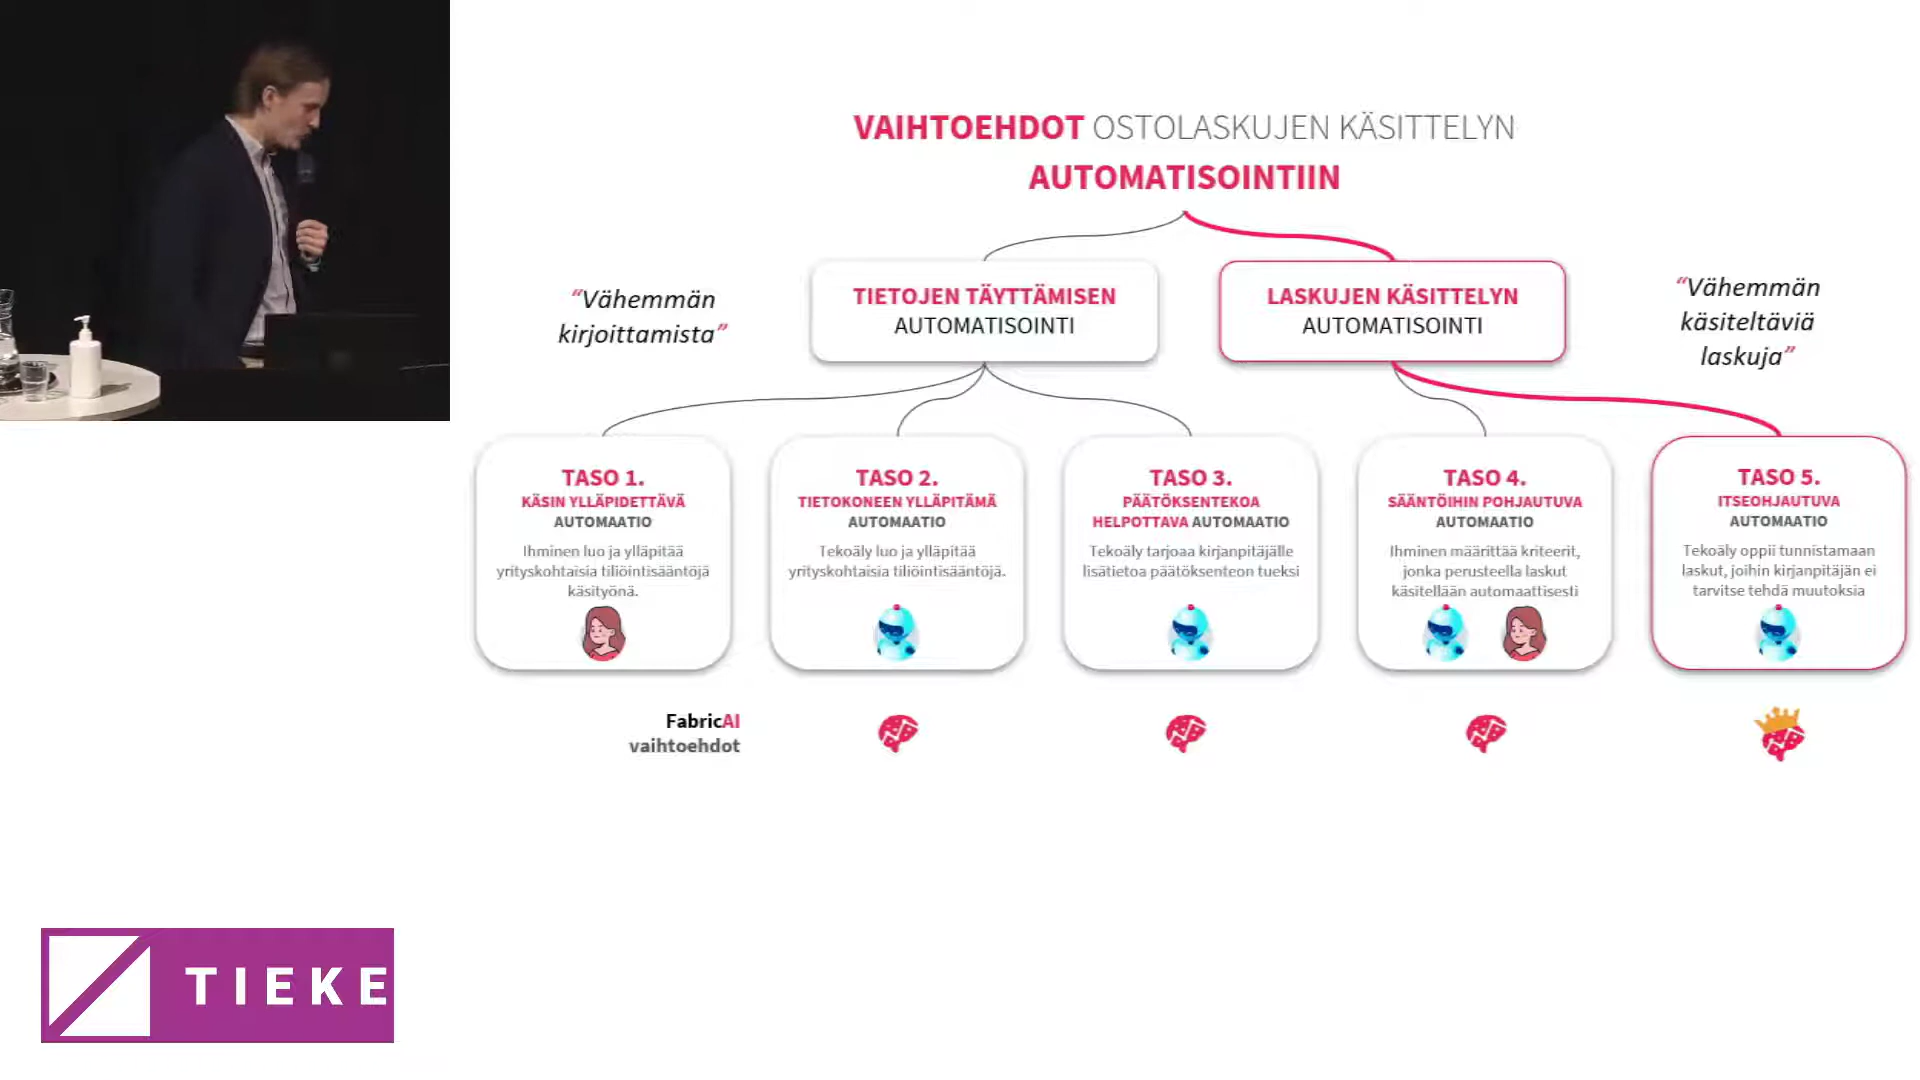 VAIHTOEHDOT OSTOLASKUJEN KÄSITTELYN
AUTOMATISOINTIIN
“Vähemmän
kirjoittamista”
TIETOJEN TÄYTTÄMISEN
AUTOMATISOINTI
LASKUJEN KÄSITTELYN
AUTOMATISOINTI
“Vähemmän
käsiteltäviä
laskuja”
TASO 1.
KÄSIN YLLÄPIDETTÄVÄ
AUTOMAATIO
Ihminen luo ja ylläpitää
yrityskohtaisia tiliöintisääntöjä
käsityönä.
TASO 2.
TIETOKONEEN YLLÄPITÄMÄ
AUTOMAATIO
Tekoäly luo ja ylläpitää
yrityskohtaisia tiliöintisääntöjä.
TASO 3.
PÄÄTÖKSENTEKOA
HELPOTTAVA AUTOMAATIO
Tekoäly tarjoaa kirjanpitäjälle
lisätietoa päätöksenteon tueksi
TASO 4.
SÄÄNTÖIHIN POHJAUTUVA
AUTOMAATIO
Ihminen määrittää kriteerit,
jonka perusteella laskut
käsitellään automaattisesti
TASO 5.
ITSEOHJAUTUVA
AUTOMAATIO
Tekoäly oppii tunnistamaan
laskut, joihin kirjanpitäjän ei
tarvitse tehdä muutoksia
FabricAI
vaihtoehdot
TIEKE